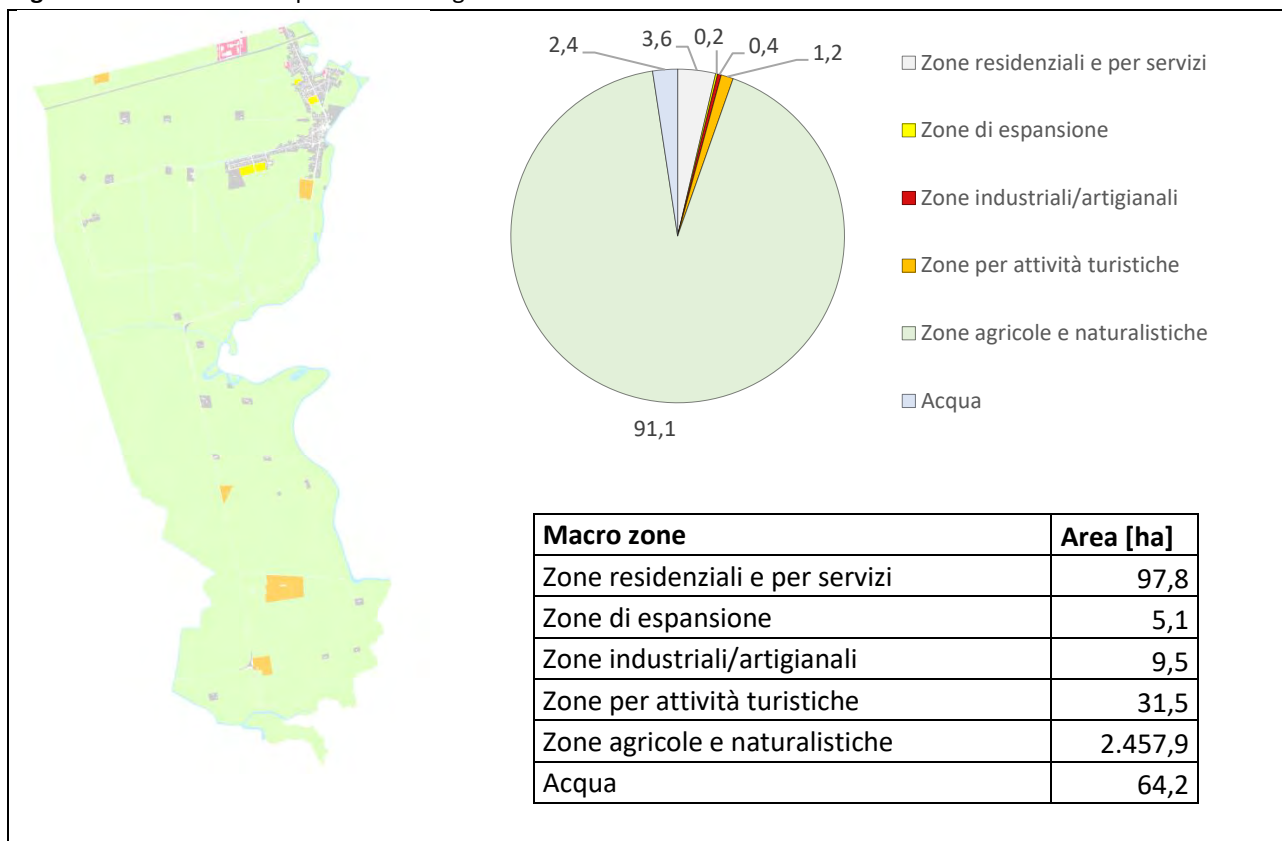 2,4
3,6
0,2
0,4
1,2
91,1
Zone residenziali e per servizi
Zone di espansione
Zone industriali/artigianali
Zone per attività turistiche
Zone agricole e naturalistiche
Acqua
Macro zone Area [ha]
Zone residenziali e per servizi 97,8
Zone di espansione 5,1
Zone industriali/artigianali 9,5
Zone per attività turistiche 31,5
Zone agricole e naturalistiche 2.457,9
Acqua 64,2